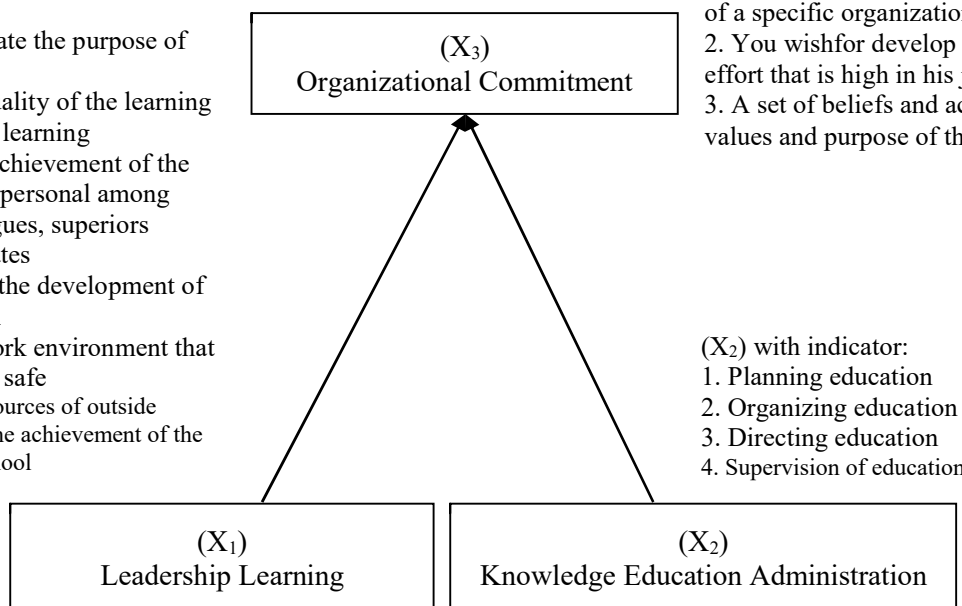 ate the purpose of
ality of the learning
learning
chievement of the
personal among
gues, superiors
tes
the development of
rk environment that
safe
ources of outside
ne achievement of the
ool
(X₃)
Organizational Commitment
of a specific organization
2. You wishfor develop
effort that is high in his
3. A set of beliefs and ac
values and purpose of th
(X₂) with indicator:
1. Planning education
2. Organizing education
3. Directing education
4. Supervision of education
(X₁)
Leadership Learning
(X₂)
Knowledge Education Administration